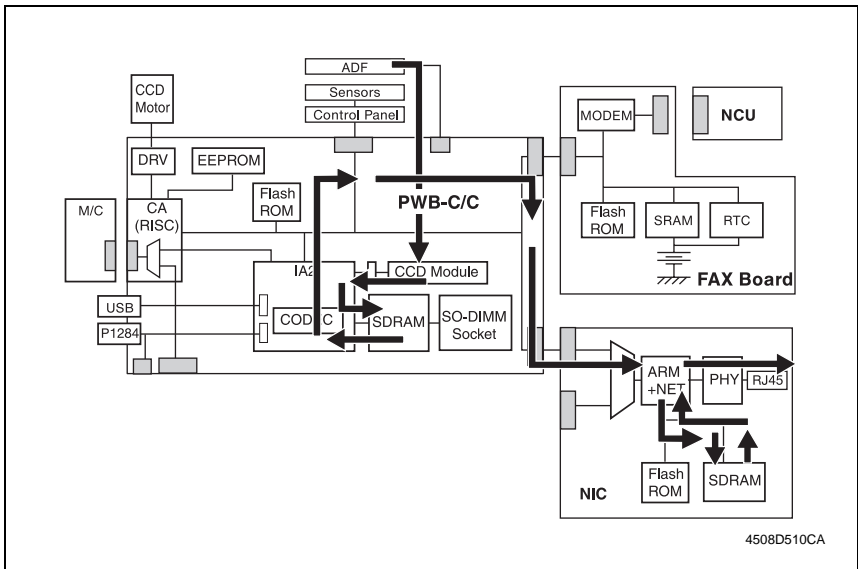 ADF
Sensors
Control Panel
CCD
Motor
DRV
EEPROM
M/C
CA
(RISC)
Flash
ROM
PWB-C/C
IA2
CCD Module
USB
P1284
CODEC
SDRAM
SO-DIMM
Socket
MODEM
NCU
Flash
ROM
SRAM
RTC
FAX Board
ARM
+NET
PHY
RJ45
Flash
ROM
SDRAM
NIC
4508D510CA